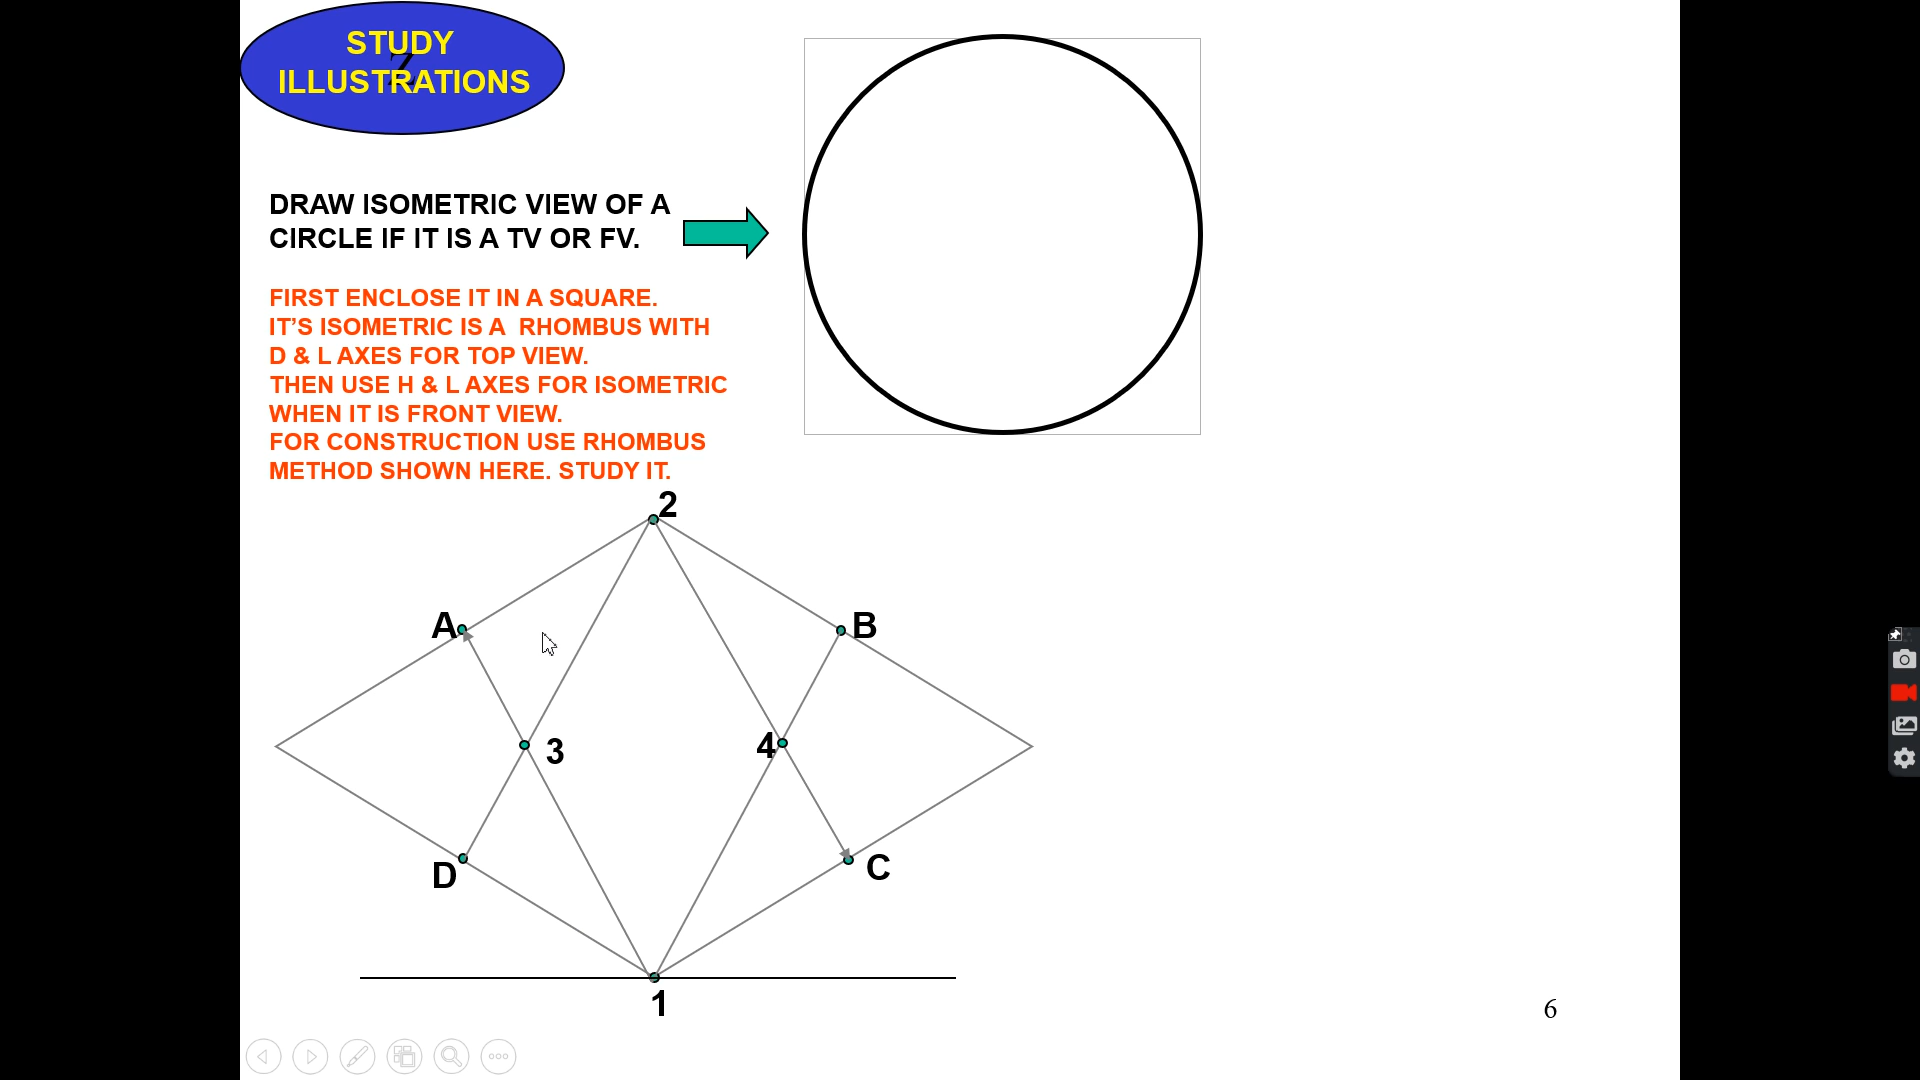 STUDY
Z
ILLUSTRATIONS
DRAW ISOMETRIC VIEW OF A
CIRCLE IF IT IS A TV OR FV.
FIRST ENCLOSE IT IN A SQUARE.
IT’S ISOMETRIC IS A  RHOMBUS WITH
D & L AXES FOR TOP VIEW.
THEN USE H & L AXES FOR ISOMETRIC
WHEN IT IS FRONT VIEW.
FOR CONSTRUCTION USE RHOMBUS
METHOD SHOWN HERE. STUDY IT.
2
A
B
3
4
D
C
1
6